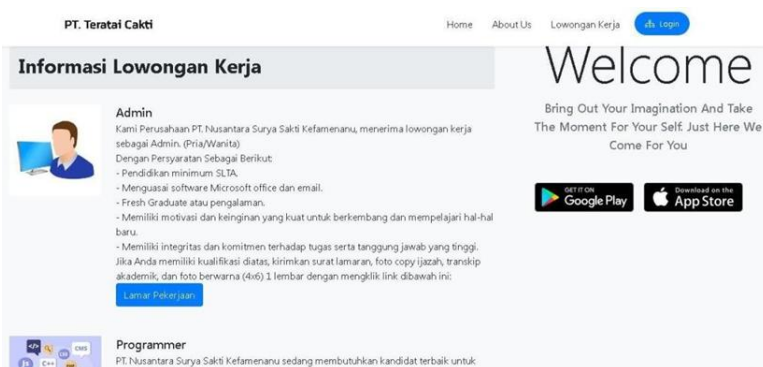 PT. Teratai Cakti
Home About Us Lowongan Kerja Login
Informasi Lowongan Kerja
Admin
Kami Perusahaan PT. Nusantara Surya Sakti Kefamenanu, menerima lowongan kerja
sebagai Admin. (Pria/Wanita)
Dengan Persyaratan Sebagai Berikut:
- Pendidikan minimum SLTA.
- Menguasai software Microsoft office dan email.
- Fresh Graduate atau pengalaman.
- Memiliki motivasi dan keinginan yang kuat untuk berkembang dan mempelajari hal-hal
baru.
- Memiliki integritas dan komitmen terhadap tugas serta tanggung jawab yang tinggi.
Jika Anda memiliki kualifikasi diatas, kirimkan surat lamaran, foto copy ijazah, transkip
akademik, dan foto berwarna (4x6) 1 lembar dengan mengklik link dibawah ini:
Lamar Pekerjaan
Programmer
PT. Nusantara Surya Sakti Kefamenanu sedang membutuhkan kandidat terbaik untuk
Welcome
Bring Out Your Imagination And Take
The Moment For Your Self. Just Here We
Come For You
GET IT ON
Google Play
Download on the
App Store